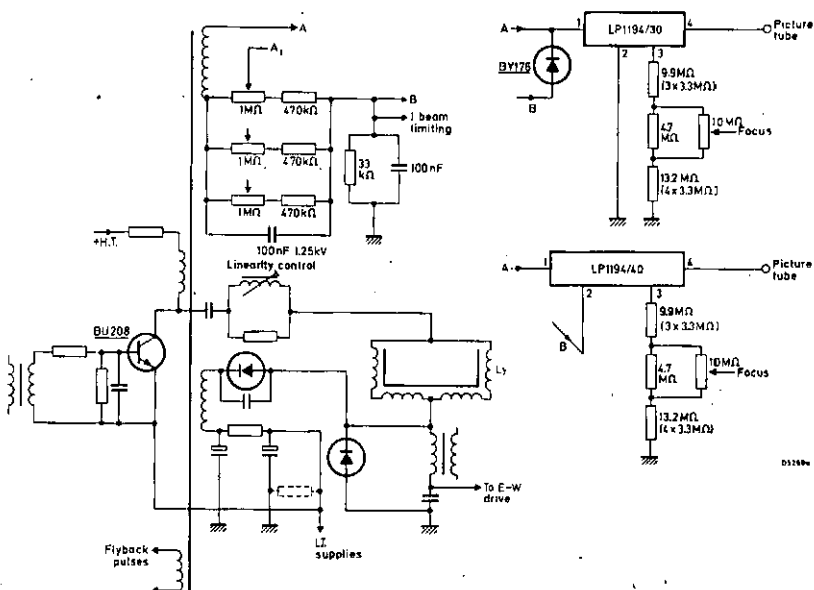 A
A₁
1MΩ
470kΩ
B
I beam
limiting
1MΩ
470kΩ
33
kΩ
100nF
1MΩ
470kΩ
100nF 1.25kV
Linearity control
+H.T.
BU208
Ly
To E-W
drive
LT
supplies
Flyback
pulses
A
1
LP1194/30
4
Picture
tube
2
3
BY176
B
9.9MΩ
(3x3.3MΩ)
47
MΩ
10MΩ
Focus
13.2MΩ
(4x3.3MΩ)
A
1
LP1194/40
4
Picture
tube
2
3
B
9.9MΩ
(3x3.3MΩ)
4.7
MΩ
10MΩ
Focus
13.2MΩ
(4x3.3MΩ)